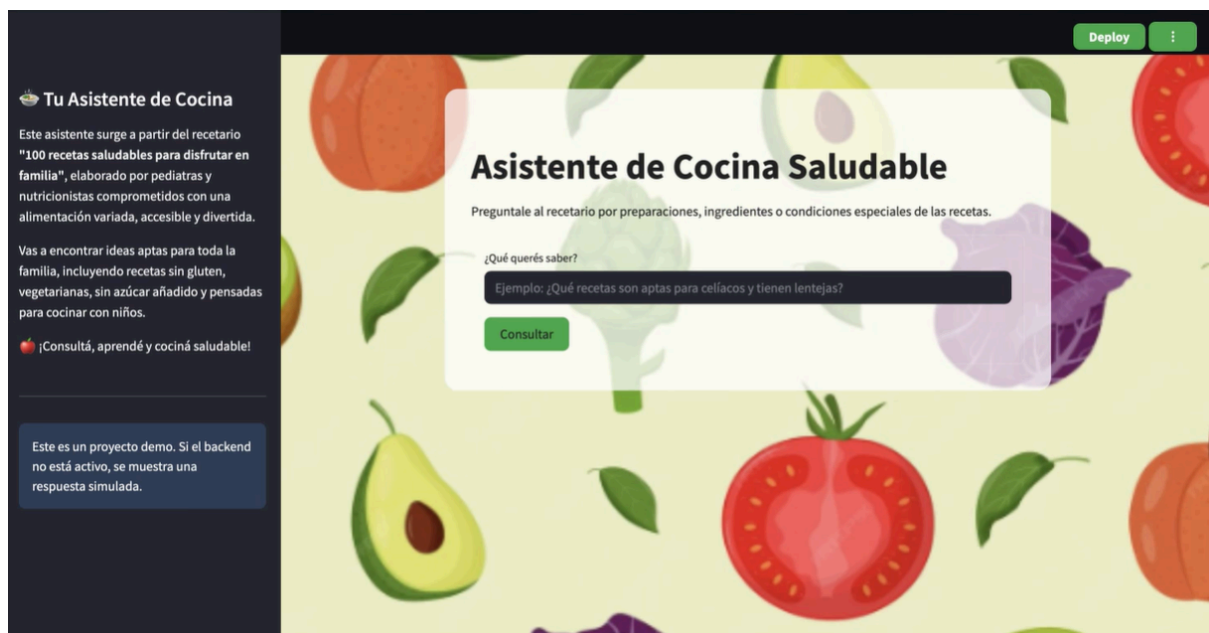 Deploy
Tu Asistente de Cocina
Este asistente surge a partir del recetario
"100 recetas saludables para disfrutar en
familia", elaborado por pediatras y
nutricionistas comprometidos con una
alimentación variada, accesible y divertida.
Vas a encontrar ideas aptas para toda la
familia, incluyendo recetas sin gluten,
vegetarianas, sin azúcar añadido y pensadas
para cocinar con niños.
¡Consultá, aprendé y cociná saludable!
Este es un proyecto demo. Si el backend
no está activo, se muestra una
respuesta simulada.
Asistente de Cocina Saludable
Preguntale al recetario por preparaciones, ingredientes o condiciones especiales de las recetas.
¿Qué querés saber?
Ejemplo: ¿Qué recetas son aptas para celíacos y tienen lentejas?
Consultar